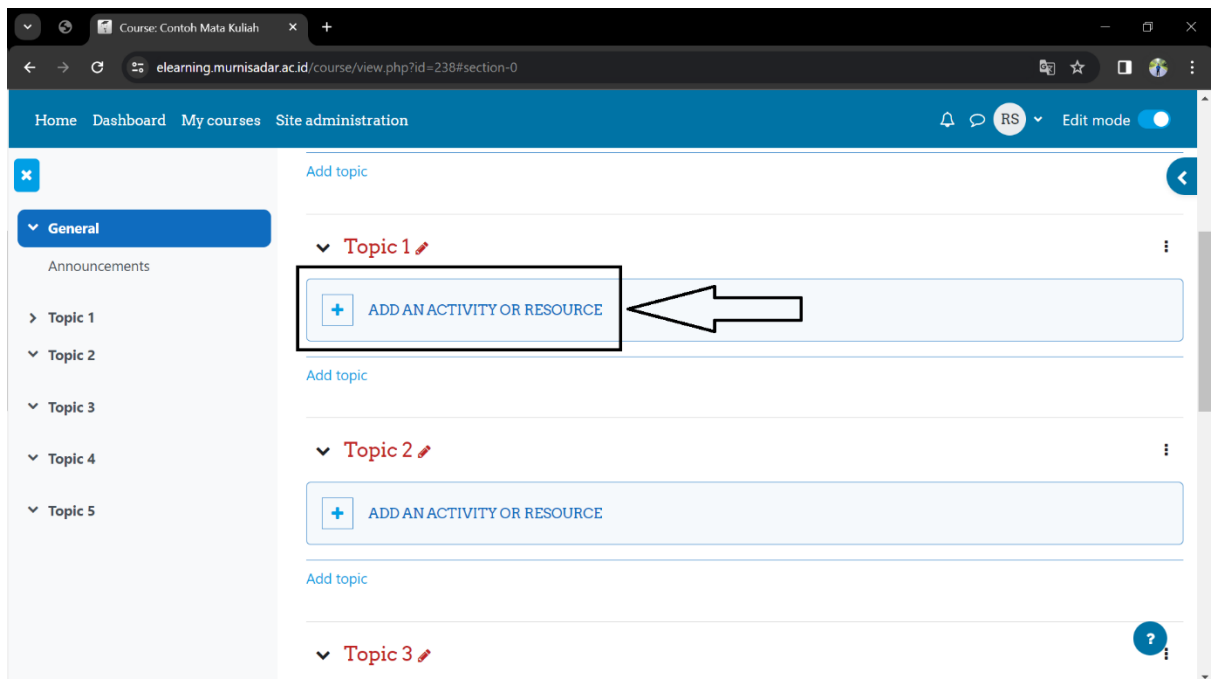 Course: Contoh Mata Kuliah
elearning.murnisadar.ac.id/course/view.php?id=238#section-0
Home Dashboard My courses Site administration
RS
Edit mode
General
Announcements
Topic 1
Topic 2
Topic 3
Topic 4
Topic 5
Add topic
Topic 1
ADD AN ACTIVITY OR RESOURCE
Add topic
Topic 2
ADD AN ACTIVITY OR RESOURCE
Add topic
Topic 3
?